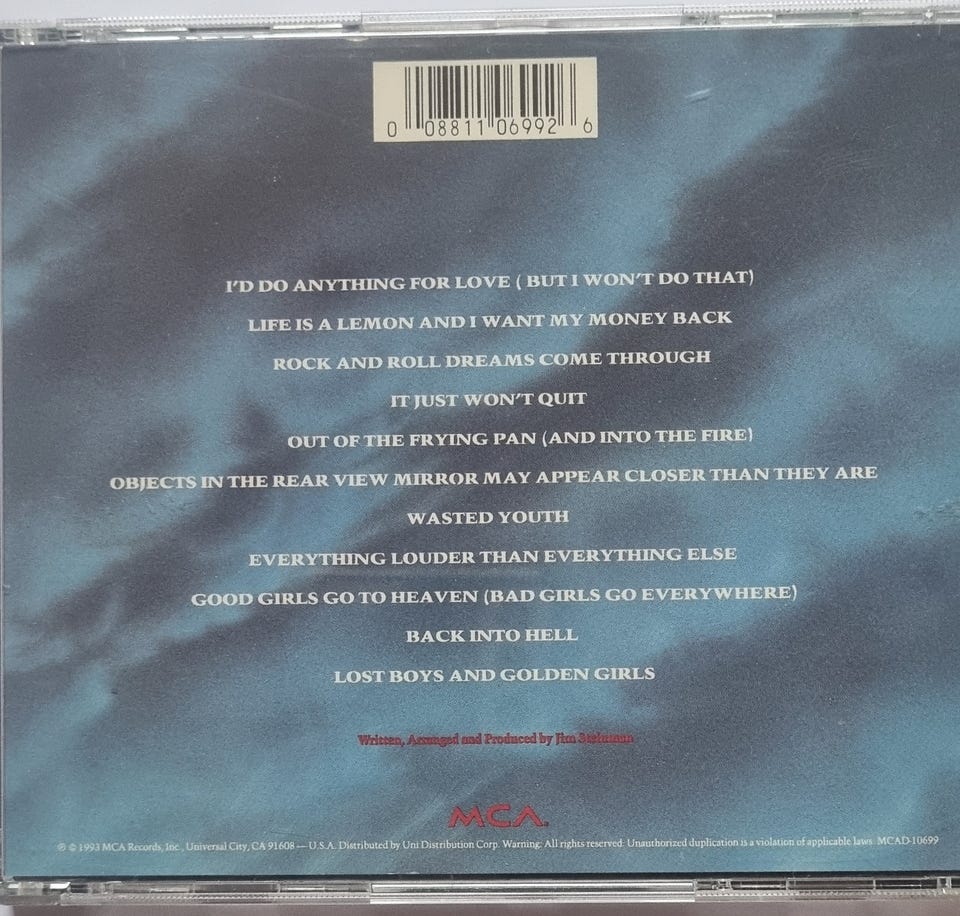 0 08811 06992 6
I'D DO ANYTHING FOR LOVE ( BUT I WON'T DO THAT)
LIFE IS A LEMON AND I WANT MY MONEY BACK
ROCK AND ROLL DREAMS COME THROUGH
IT JUST WON'T QUIT
OUT OF THE FRYING PAN (AND INTO THE FIRE)
OBJECTS IN THE REAR VIEW MIRROR MAY APPEAR CLOSER THAN THEY ARE
WASTED YOUTH
EVERYTHING LOUDER THAN EVERYTHING ELSE
GOOD GIRLS GO TO HEAVEN (BAD GIRLS GO EVERYWHERE)
BACK INTO HELL
LOST BOYS AND GOLDEN GIRLS
Written, Arranged and Produced by Jim Steinman
MCA.
℗ © 1993 MCA Records, Inc., Universal City, CA 91608 — U.S.A. Distributed by Uni Distribution Corp. Warning: All rights reserved. Unauthorized duplication is a violation of applicable laws. MCAD-10699